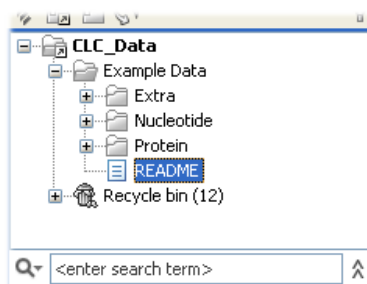 CLC_Data
Example Data
Extra
Nucleotide
Protein
README
Recycle bin (12)
<enter search term>